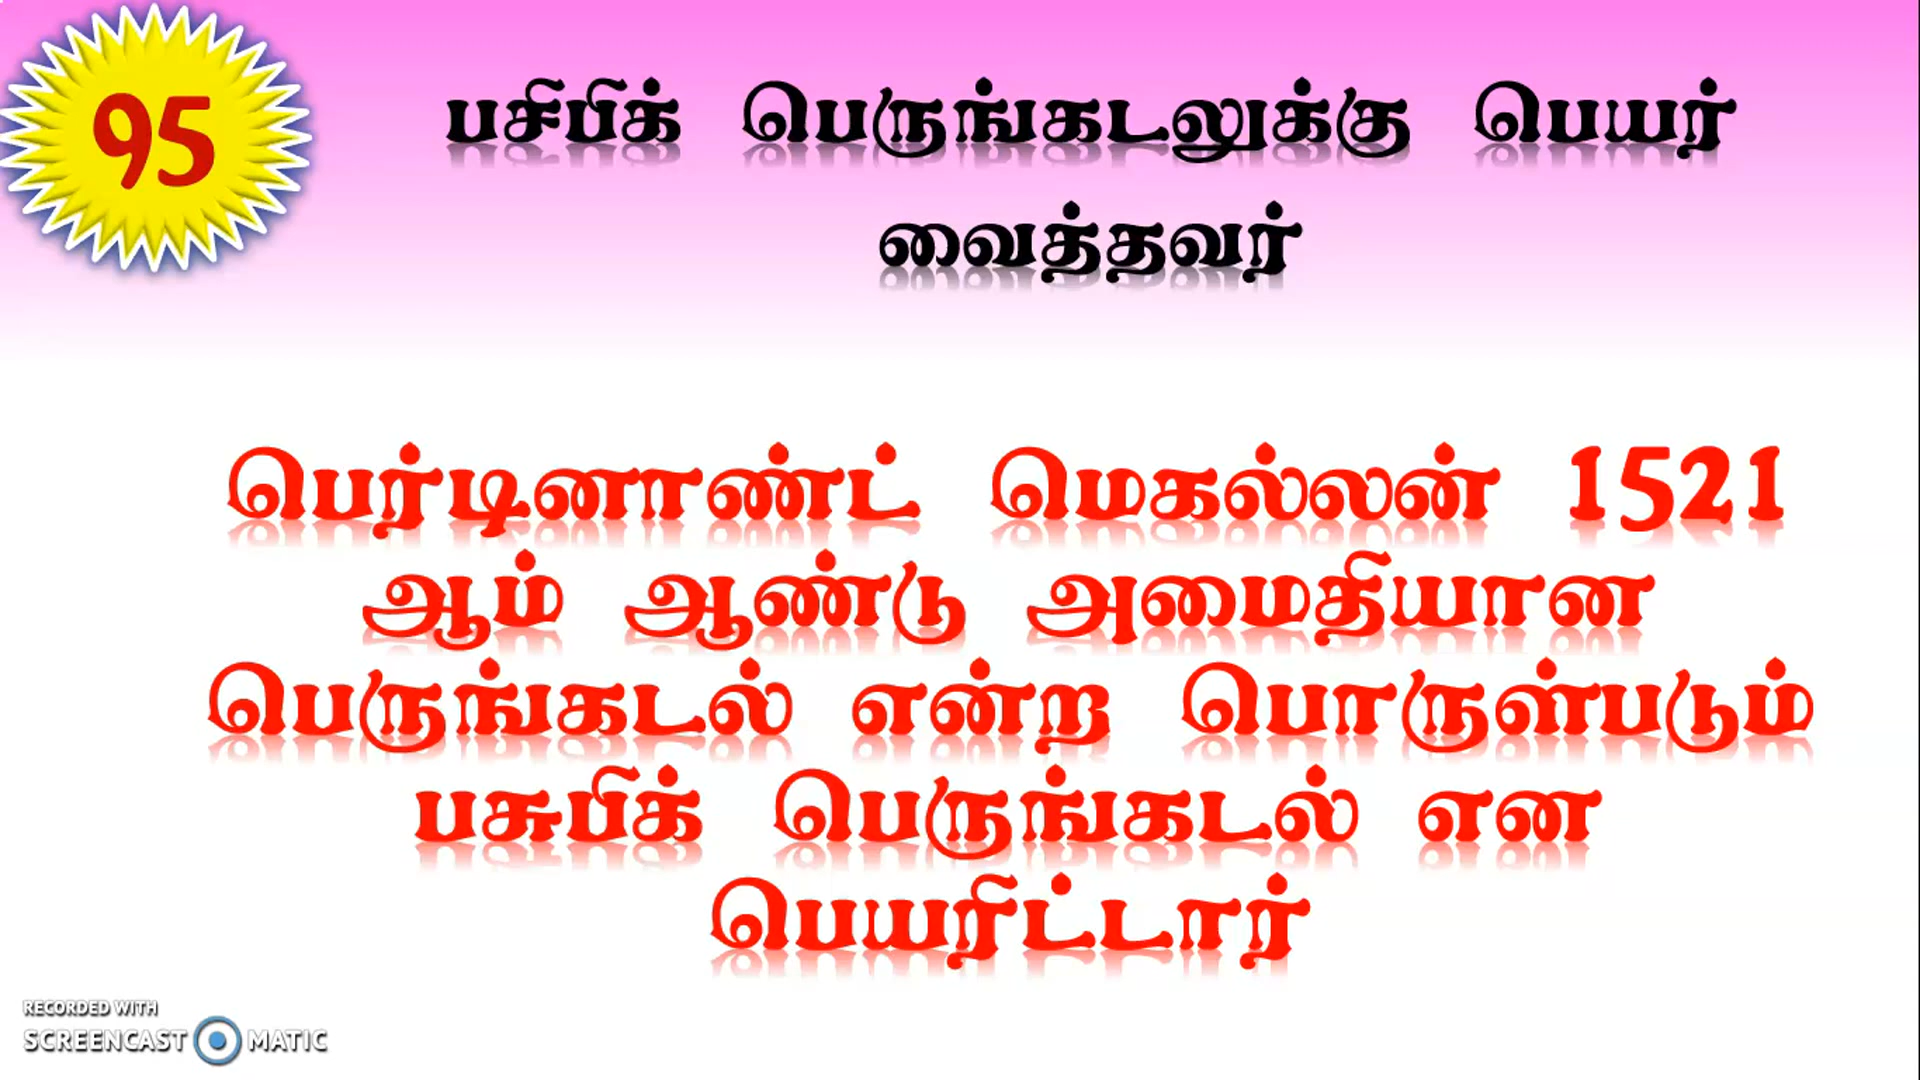 95
பசிபிக் பெருங்கடலுக்கு பெயர்
வைத்தவர்
பெர்டினாண்ட் மெகல்லன் 1521
ஆம் ஆண்டு அமைதியான
பெருங்கடல் என்ற பொருள்படும்
பசுபிக் பெருங்கடல் என
பெயரிட்டார்
RECORDED WITH
SCREENCAST MATIC